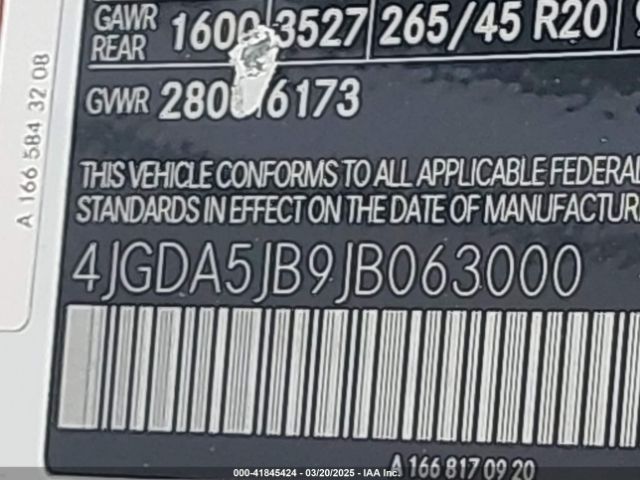 GAWR REAR 1600 3527 265/45 R20
GVWR 280 6173
THIS VEHICLE CONFORMS TO ALL APPLICABLE FEDERAL
STANDARDS IN EFFECT ON THE DATE OF MANUFACTUR
4JGDA5JB9JB063000
A 166 817 09 20
A 166 584 32 08
000-41845424 - 03/20/2025 - IAA Inc.